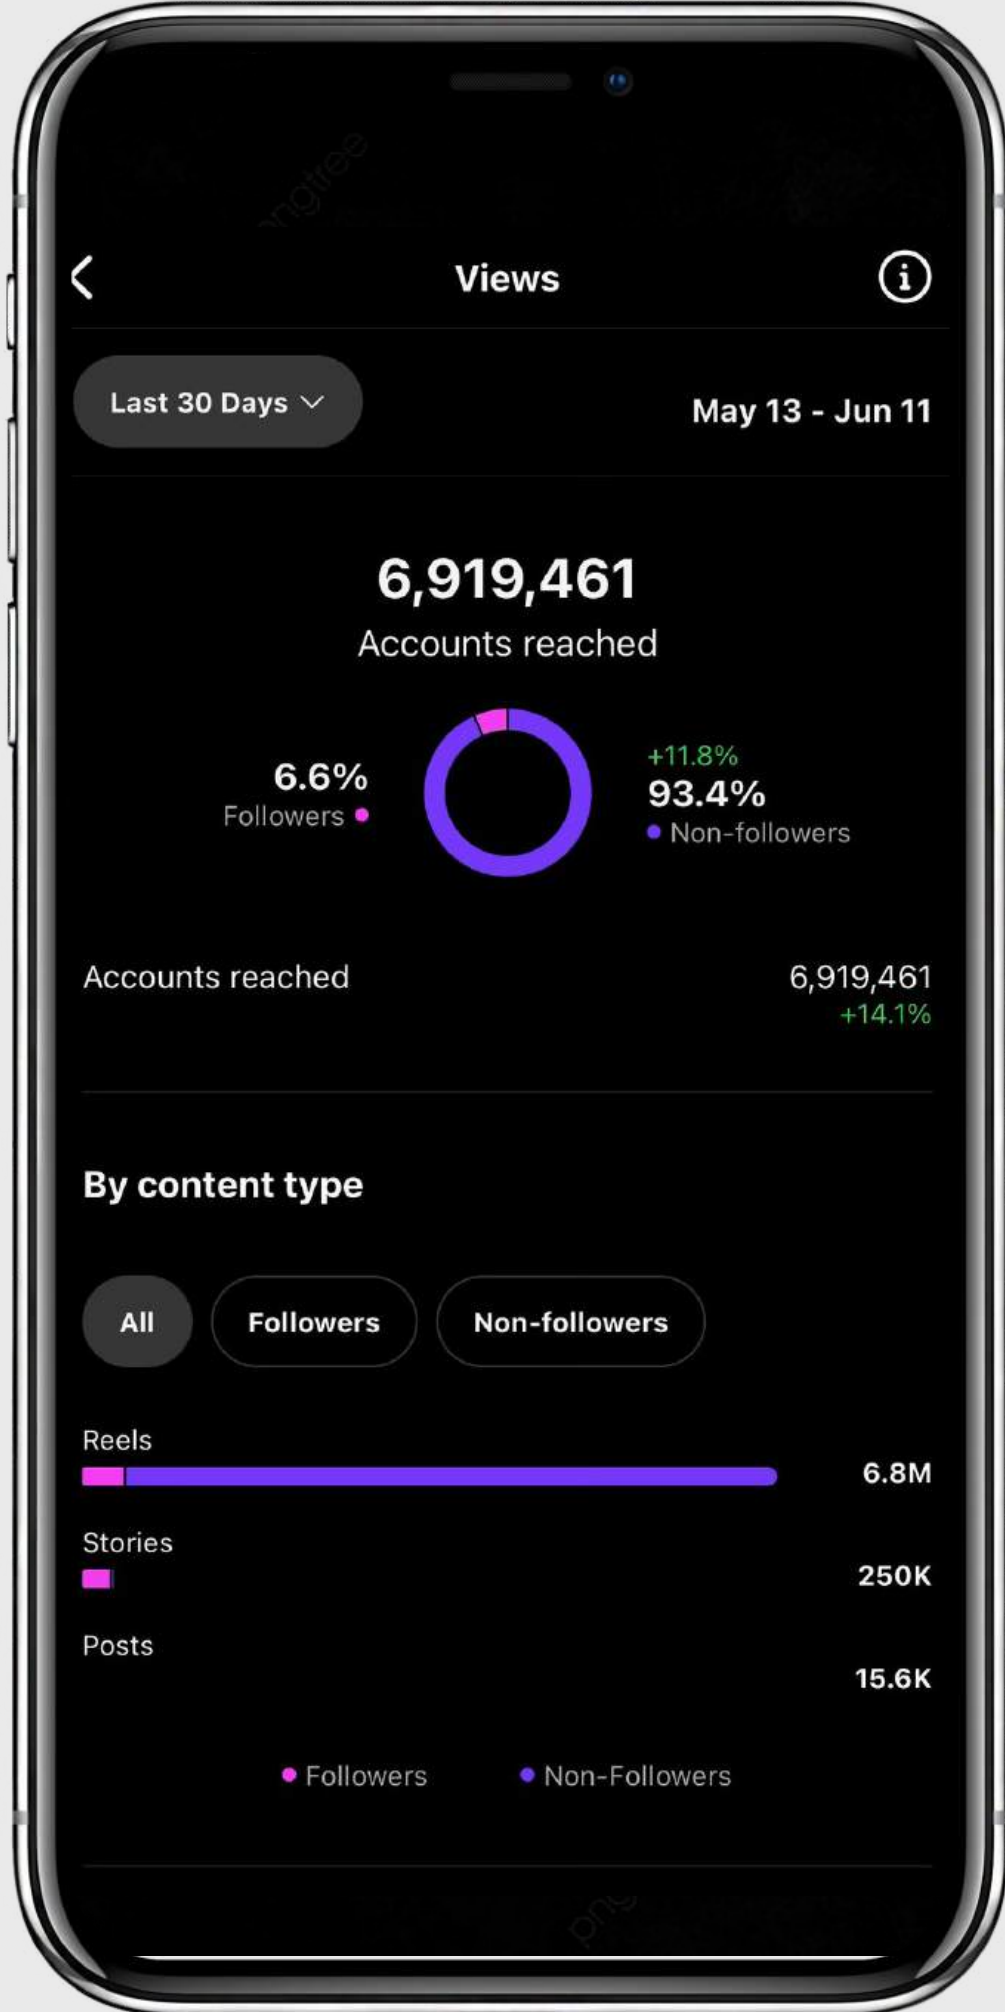 ngtree
Views
Last 30 Days
May 13 - Jun 11
6,919,461
Accounts reached
6.6%
Followers
+11.8%
93.4%
Non-followers
Accounts reached
6,919,461
+14.1%
By content type
All
Followers
Non-followers
Reels
6.8M
Stories
250K
Posts
15.6K
Followers
Non-Followers
png